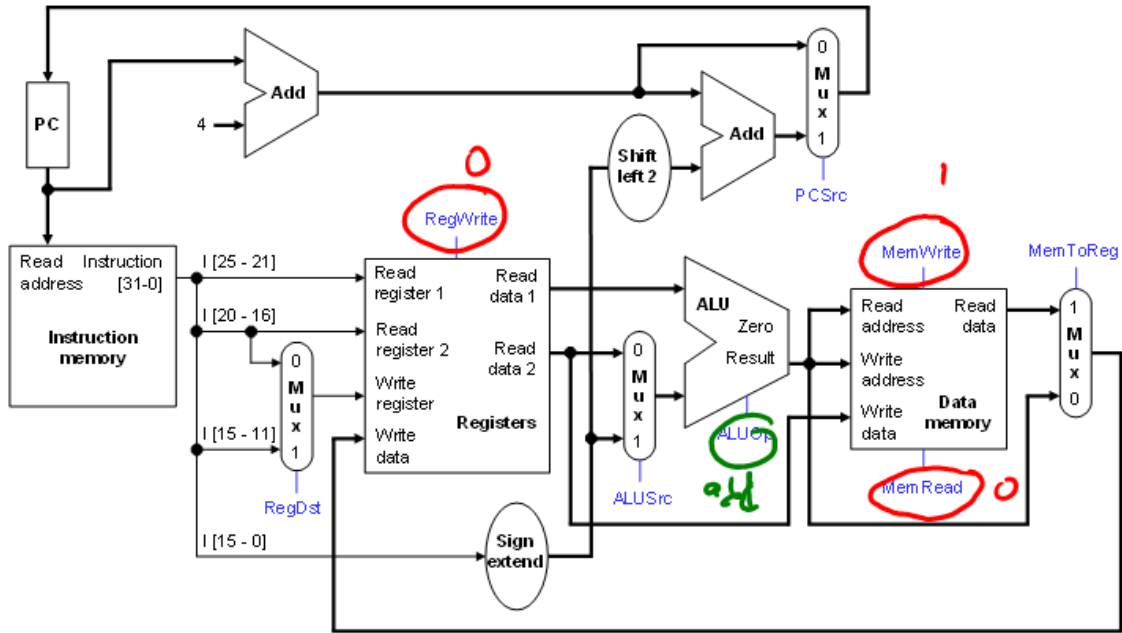 0
M
u
x
1
Add
PC
4
Add
Shift
left 2
PCSrc
0
1
RegWrite
MemWrite
MemToReg
Read Instruction
address [31-0]
Instruction
memory
I [25 - 21]
I [20 - 16]
I [15 - 11]
I [15 - 0]
0
M
u
x
1
RegDst
Read
register 1
Read
register 2
Write
register
Write
data
Read
data 1
Read
data 2
Registers
Sign
extend
0
M
u
x
1
ALUSrc
ALU
Zero
Result
ALUOp
add
Read
address
Write
address
Write
data
Read
data
Data
memory
MemRead
0
1
M
u
x
0